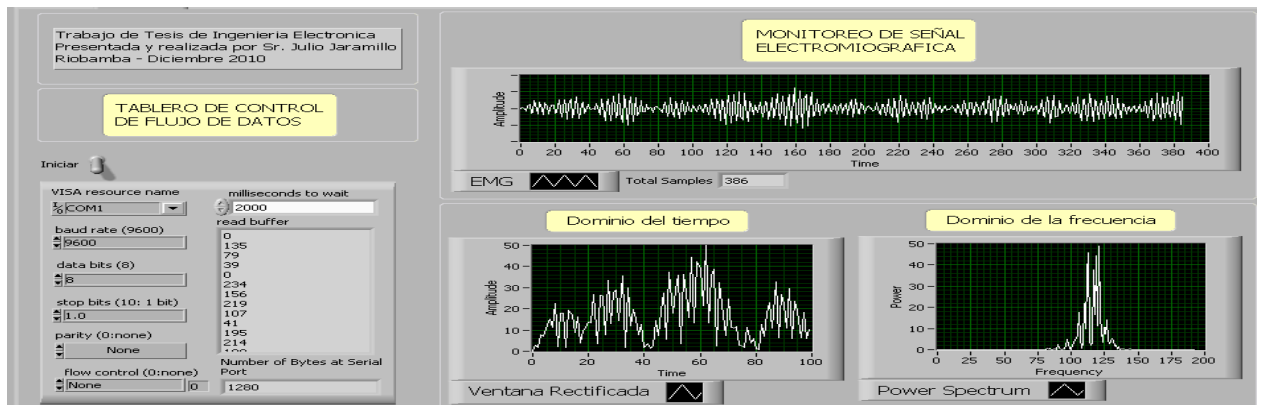 Trabajo de Tesis de Ingenieria Electronica
Presentada y realizada por Sr. Julio Jaramillo
Riobamba - Diciembre 2010
TABLERO DE CONTROL
DE FLUJO DE DATOS
Iniciar
VISA resource name
COM1
baud rate (9600)
9600
data bits (8)
8
stop bits (10: 1 bit)
1.0
parity (0:none)
None
flow control (0:none)
None 0
milliseconds to wait
2000
read buffer
0
135
79
39
0
234
156
219
107
41
195
214
Number of Bytes at Serial
Port
1280
MONITOREO DE SEÑAL
ELECTROMIOGRAFICA
Amplitude
0 20 40 60 80 100 120 140 160 180 200 220 240 260 280 300 320 340 360 380 400
Time
EMG
Total Samples 386
Dominio del tiempo
Amplitude
50
40
30
20
10
0
0 20 40 60 80 100
Time
Ventana Rectificada
Dominio de la frecuencia
Power
50
40
30
20
10
0
0 25 50 75 100 125 150 175 200
Frequency
Power Spectrum